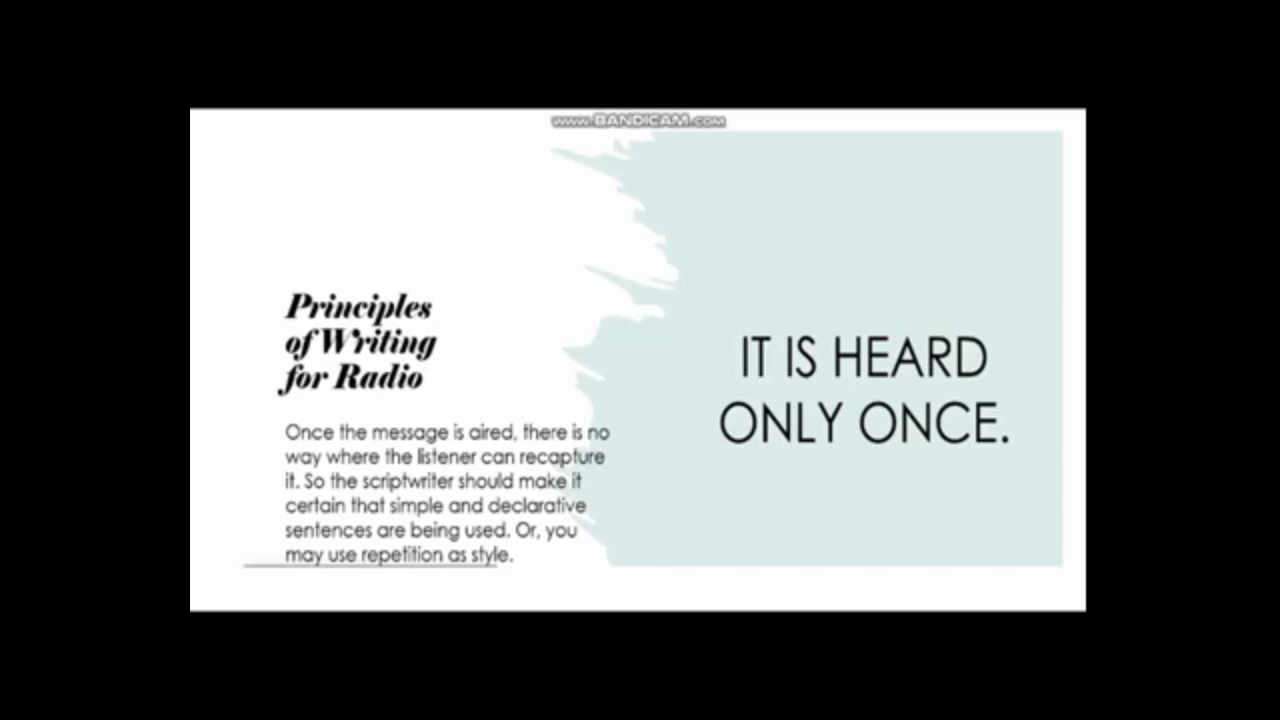 www.BANDICAM.com
Principles
of Writing
for Radio
Once the message is aired, there is no
way where the listener can recapture
it. So the scriptwriter should make it
certain that simple and declarative
sentences are being used. Or, you
may use repetition as style.
IT IS HEARD
ONLY ONCE.